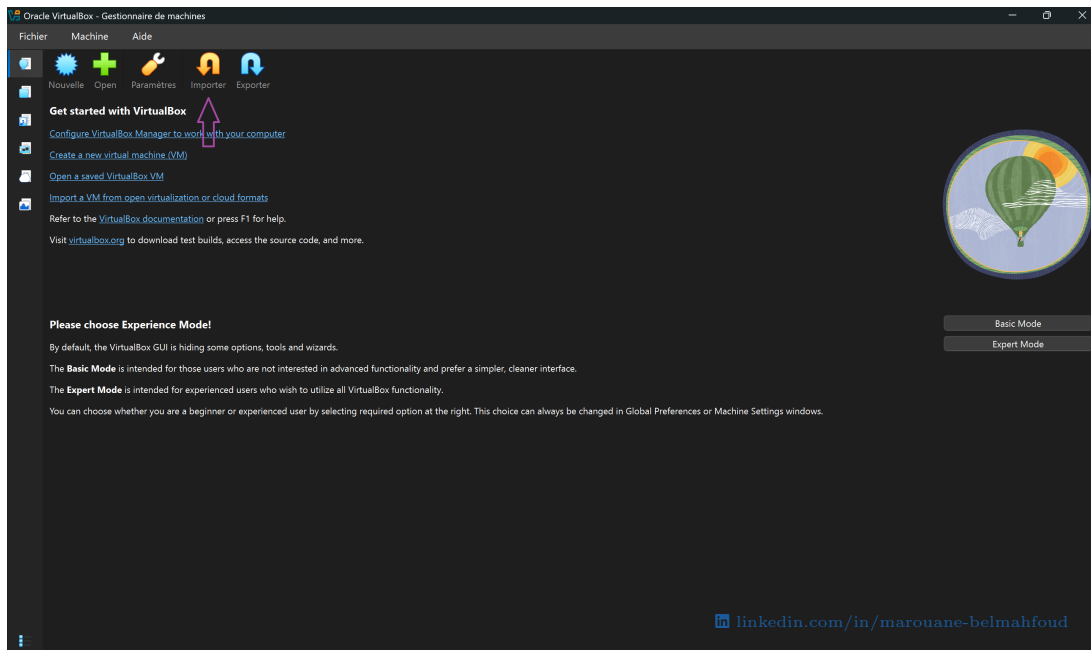 Oracle VirtualBox - Gestionnaire de machines
Fichier Machine Aide
Nouvelle Open Paramètres Importer Exporter
Get started with VirtualBox
Configure VirtualBox Manager to work with your computer
Create a new virtual machine (VM)
Open a saved VirtualBox VM
Import a VM from open virtualization or cloud formats
Refer to the VirtualBox documentation or press F1 for help.
Visit virtualbox.org to download test builds, access the source code, and more.
Please choose Experience Mode!
Basic Mode
By default, the VirtualBox GUI is hiding some options, tools and wizards.
Expert Mode
The Basic Mode is intended for those users who are not interested in advanced functionality and prefer a simpler, cleaner interface.
The Expert Mode is intended for experienced users who wish to utilize all VirtualBox functionality.
You can choose whether you are a beginner or experienced user by selecting required option at the right. This choice can always be changed in Global Preferences or Machine Settings windows.
in linkedin.com/in/marouane-belmahfoud